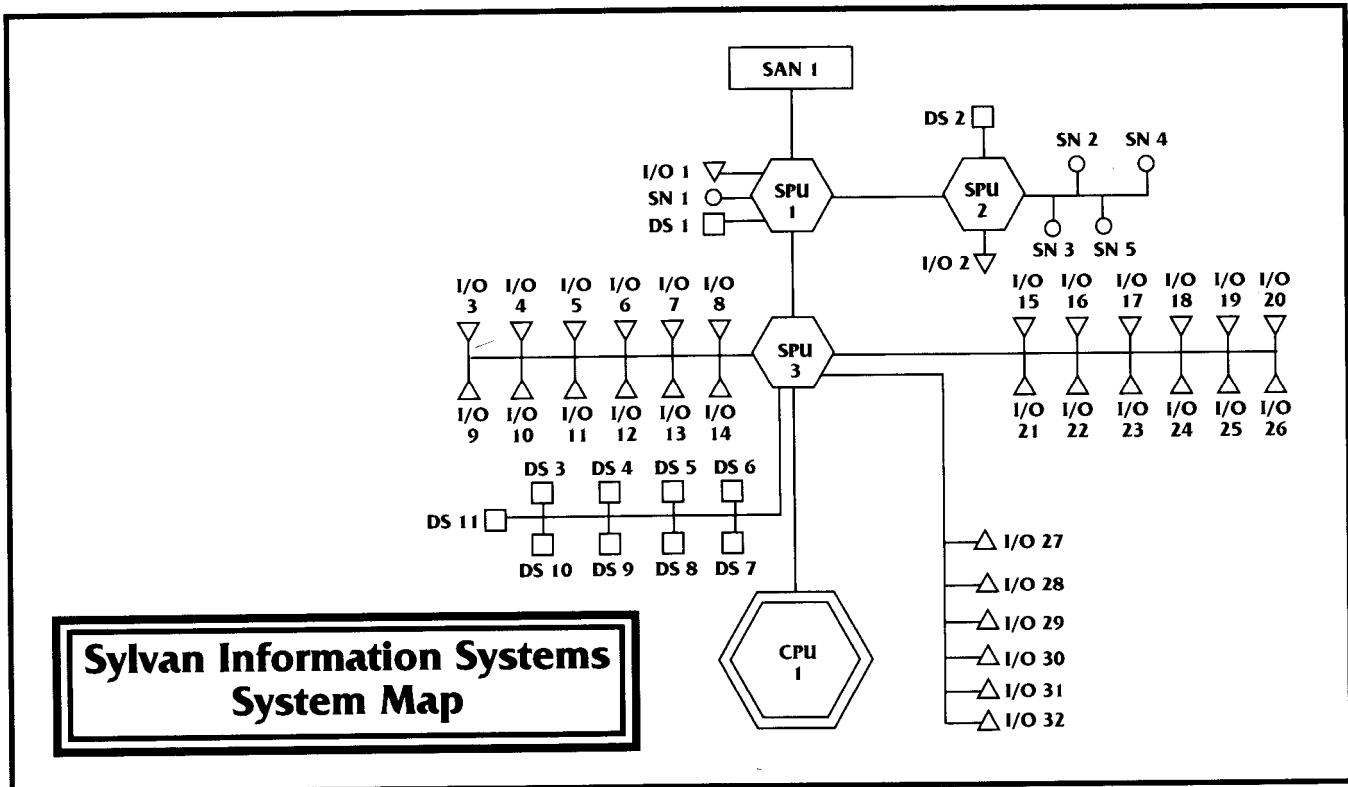 SAN 1
DS 2
SN 2
SN 4
I/O 1
SN 1
DS 1
SPU
1
SPU
2
SN 3
SN 5
I/O 2
I/O I/O I/O I/O I/O I/O
3 4 5 6 7 8
I/O I/O I/O I/O I/O I/O
15 16 17 18 19 20
SPU
3
I/O I/O I/O I/O I/O I/O
9 10 11 12 13 14
I/O I/O I/O I/O I/O I/O
21 22 23 24 25 26
DS 3 DS 4 DS 5 DS 6
DS 11
DS 10 DS 9 DS 8 DS 7
I/O 27
I/O 28
I/O 29
I/O 30
I/O 31
I/O 32
CPU
1
Sylvan Information Systems
System Map